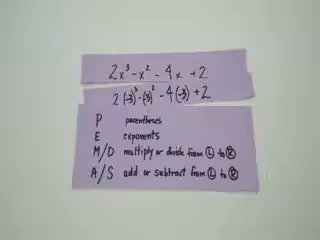 2x³-x²-4x+2
2(-3)³-(-3)²-4(-3)+2
P parentheses
E exponents
M/D multiply or divide from Ⓛ to Ⓡ
A/S add or subtract from Ⓛ to Ⓡ